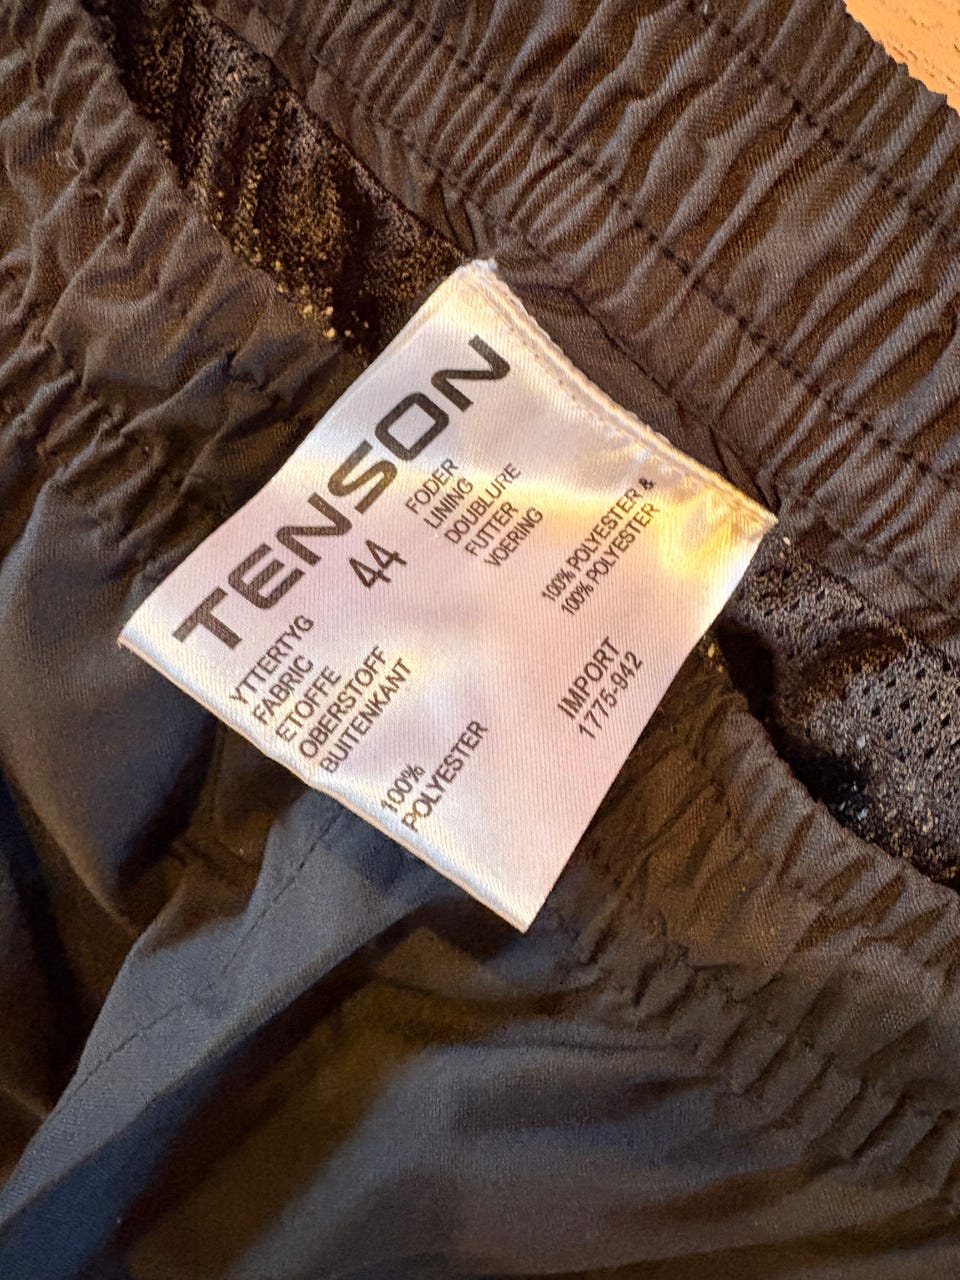 TENSON
44
YTTERTYG
FABRIC
ETOFFE
OBERSTOFF
BUITENKANT
100%
POLYESTER
FODER
LINING
DOUBLURE
FUTTER
VOERING
100% POLYESTER &
100% POLYESTER
IMPORT
1775-942